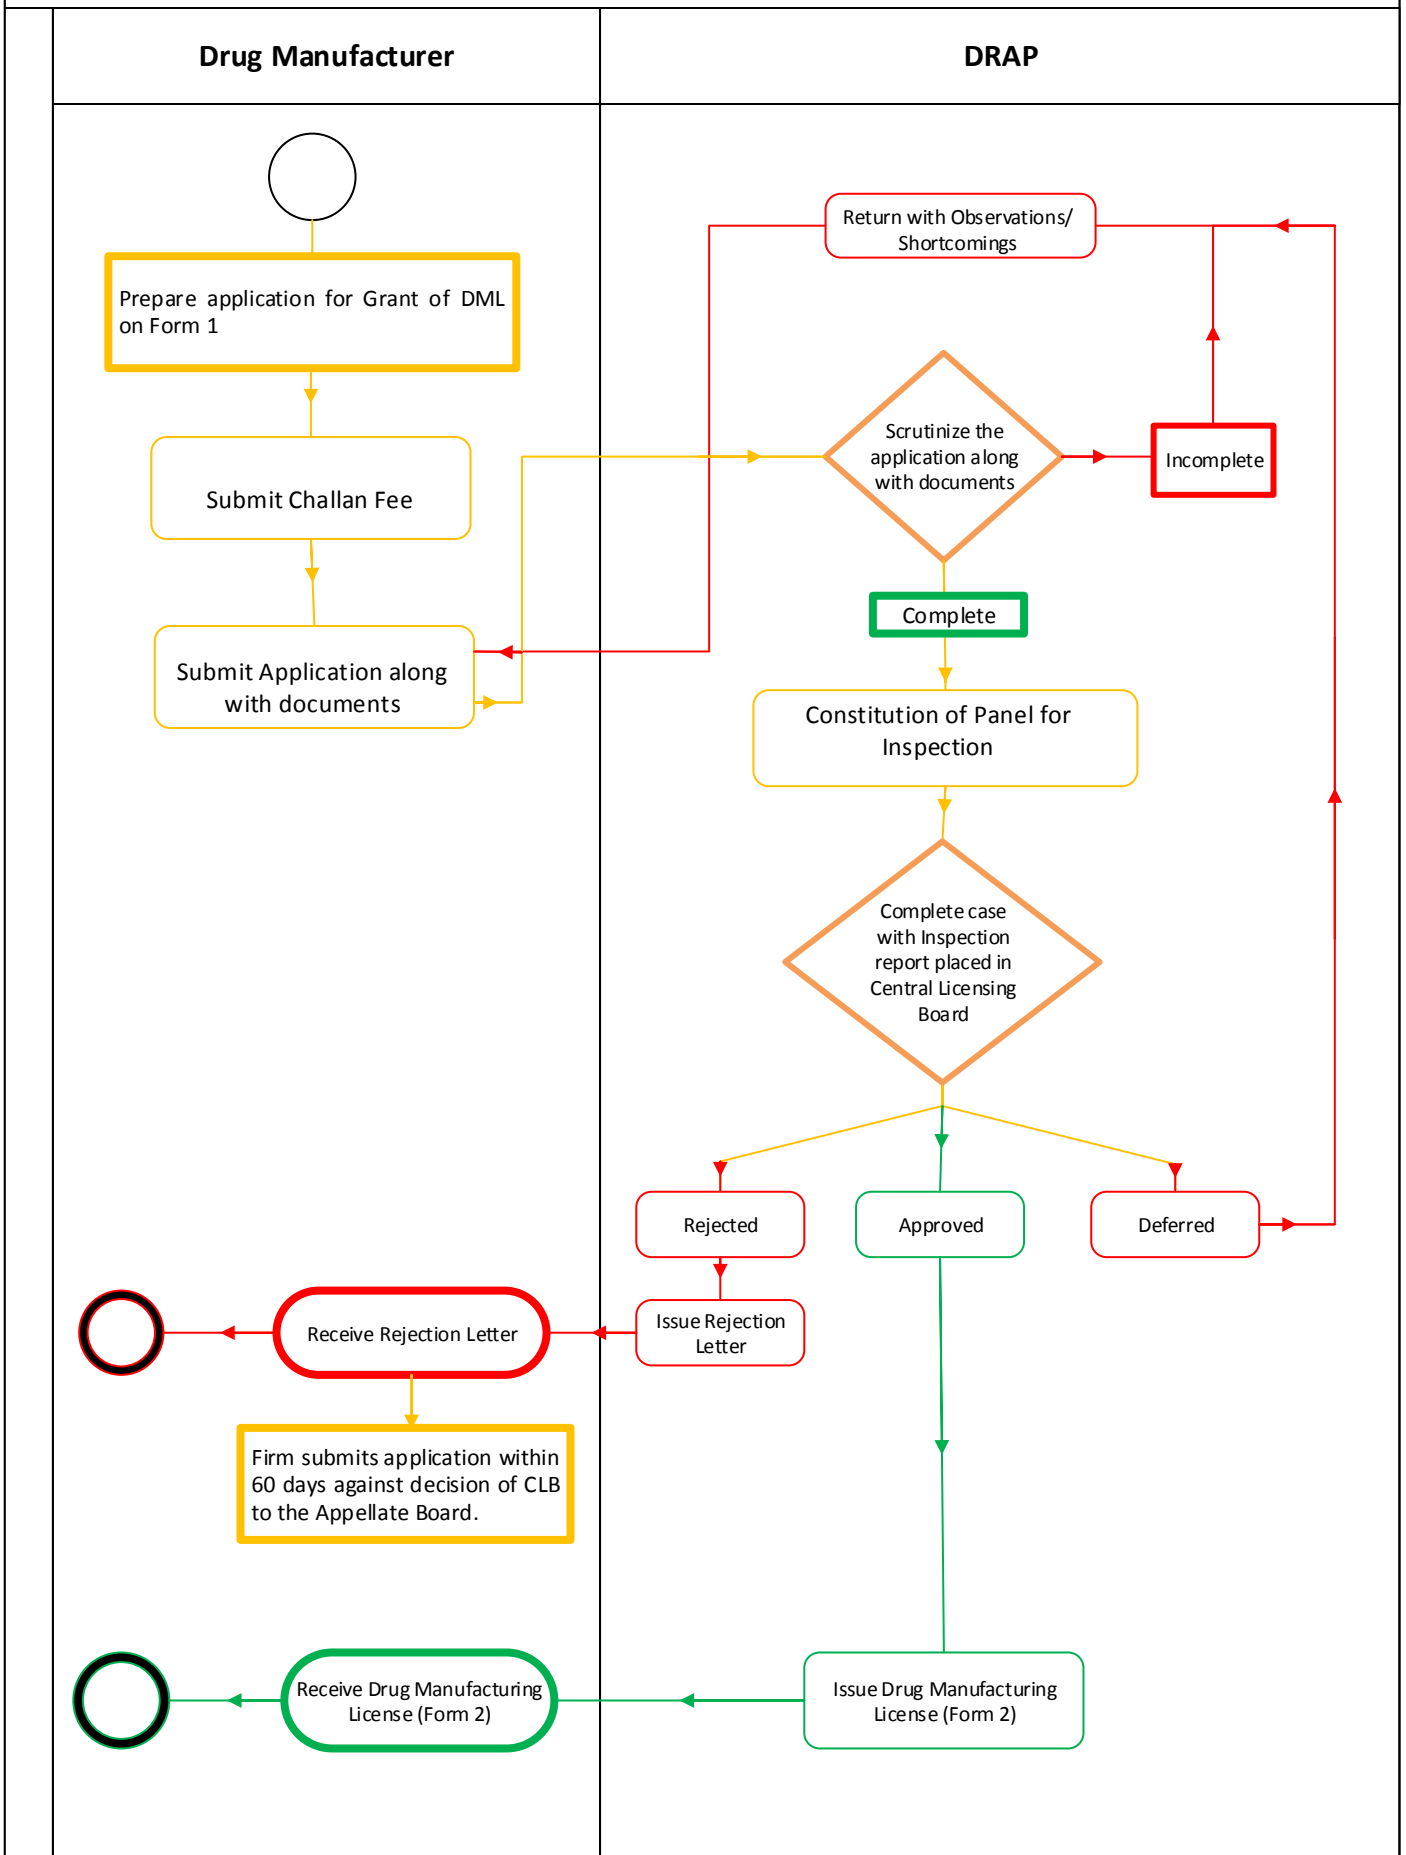 Drug Manufacturer
DRAP
Return with Observations/
Shortcomings
Prepare application for Grant of DML
on Form 1
Scrutinize the
application along
with documents
Incomplete
Submit Challan Fee
Complete
Submit Application along
with documents
Constitution of Panel for
Inspection
Complete case
with Inspection
report placed in
Central Licensing
Board
Rejected
Approved
Deferred
Issue Rejection
Letter
Receive Rejection Letter
Firm submits application within
60 days against decision of CLB
to the Appellate Board.
Receive Drug Manufacturing
License (Form 2)
Issue Drug Manufacturing
License (Form 2)